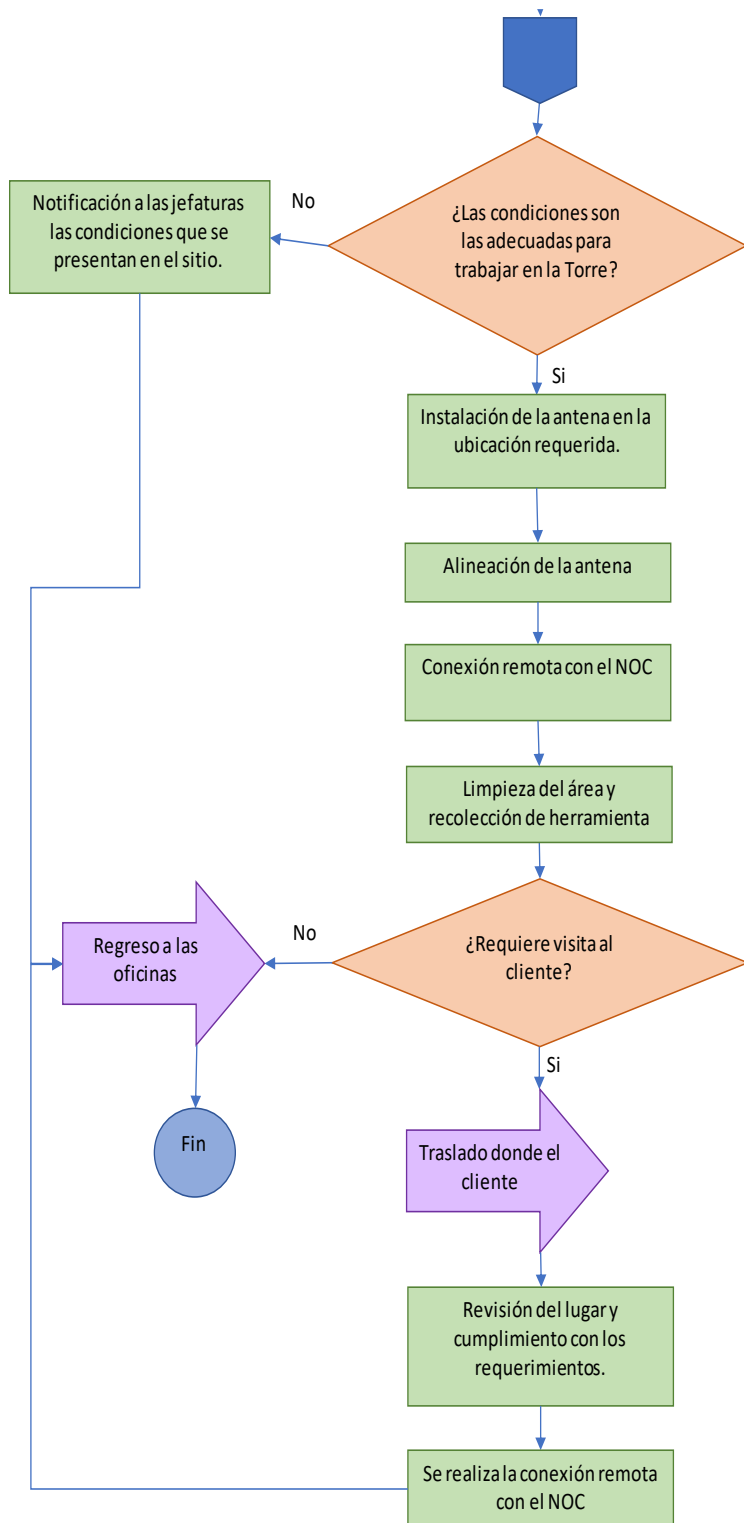 ¿Las condiciones son
las adecuadas para
trabajar en la Torre?
No
Notificación a las jefaturas
las condiciones que se
presentan en el sitio.
Si
Instalación de la antena en la
ubicación requerida.
Alineación de la antena
Conexión remota con el NOC
Limpieza del área y
recolección de herramienta
¿Requiere visita al
cliente?
No
Regreso a las
oficinas
Fin
Si
Traslado donde el
cliente
Revisión del lugar y
cumplimiento con los
requerimientos.
Se realiza la conexión remota
con el NOC